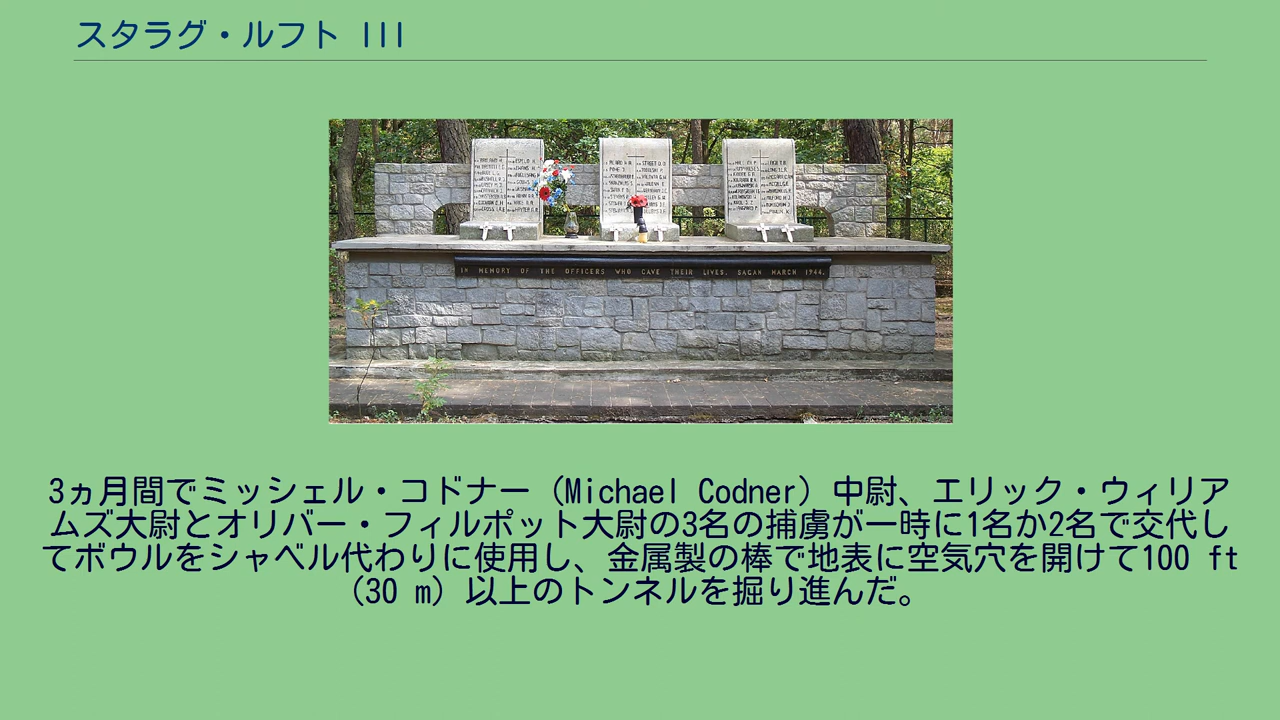 スタラグ・ルフト III
IN MEMORY OF THE OFFICERS WHO GAVE THEIR LIVES. SAGAN MARCH 1944.
3ヵ月間でミッシェル・コドナー（Michael Codner）中尉、エリック・ウィリア
ムズ大尉とオリバー・フィルポット大尉の3名の捕虜が一時に1名か2名で交代し
てボウルをシャベル代わりに使用し、金属製の棒で地表に空気穴を開けて100 ft
（30 m）以上のトンネルを掘り進んだ。